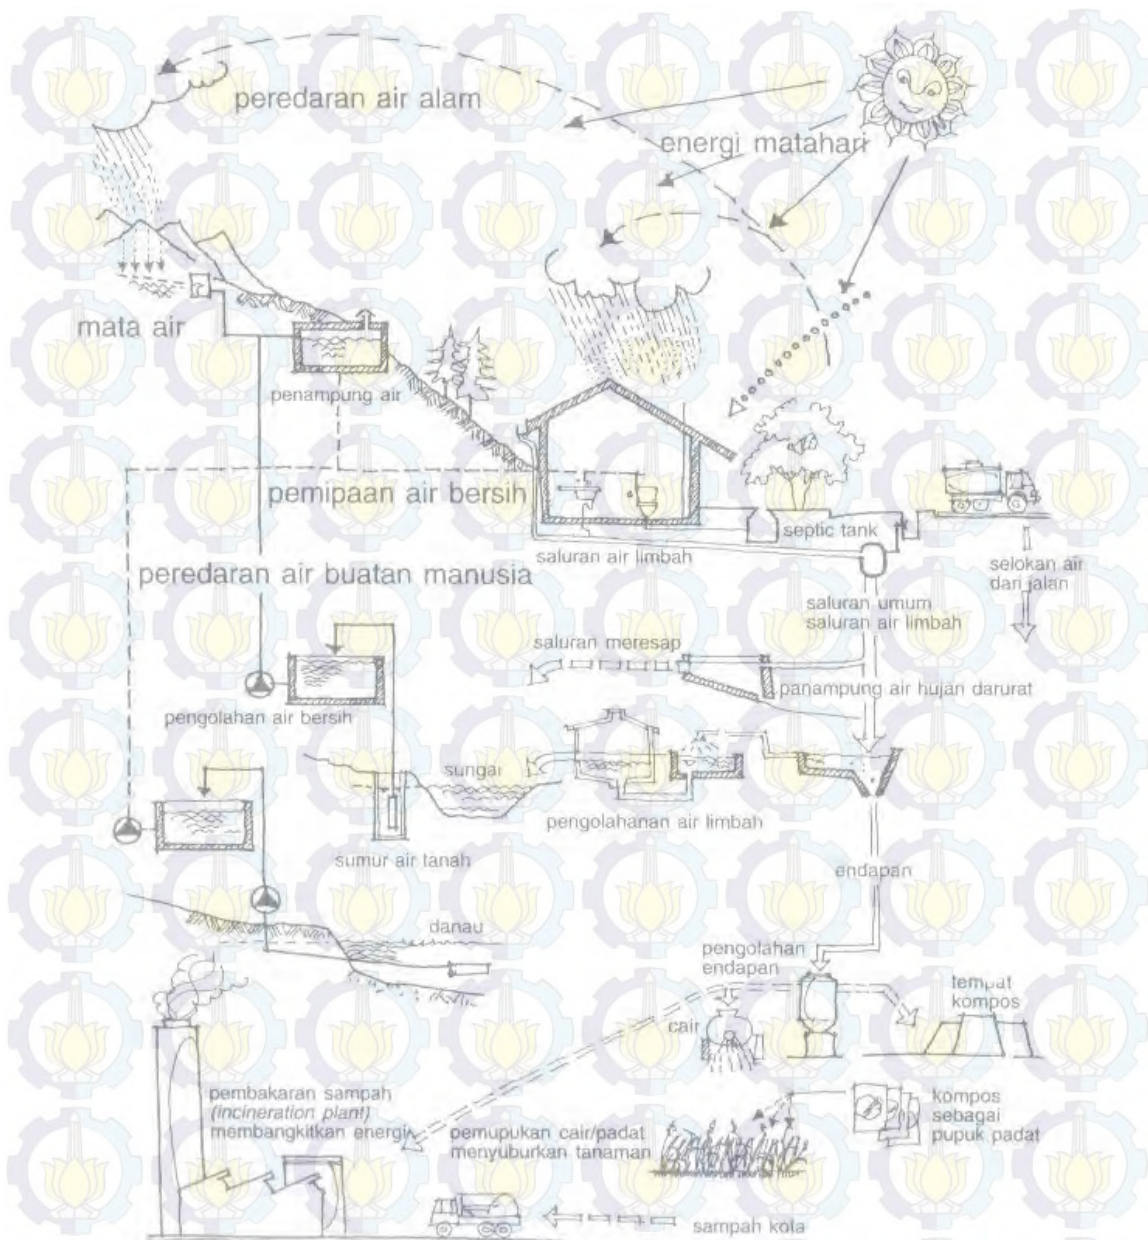 peredaran air alam
energi matahari
mata air
penampung air
pemipaan air bersih
septic tank
saluran air limbah
selokan air
dari jalan
peredaran air buatan manusia
saluran umum
saluran air limbah
saluran meresap
panampung air hujan darurat
pengolahan air bersih
sungai
pengolahanan air limbah
sumur air tanah
endapan
danau
pengolahan
endapan
tempat
kompos
cair
pembakaran sampah
(incineration plant)
membangkitkan energi
pemupukan cair/padat
menyuburkan tanaman
kompos
sebagai
pupuk padat
sampah kota